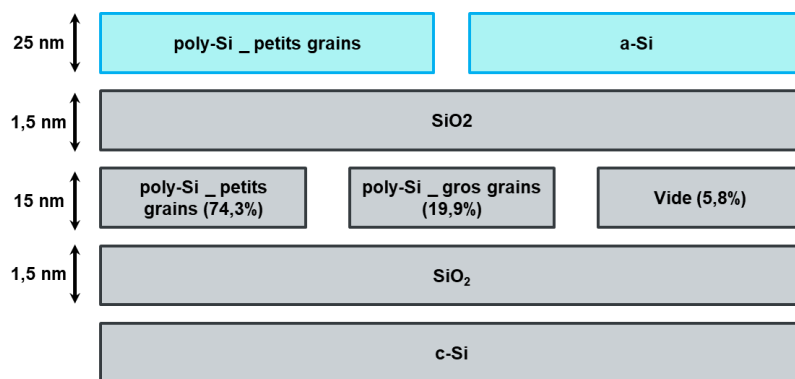 25 nm
poly-Si _ petits grains
a-Si
1,5 nm
SiO2
15 nm
poly-Si _ petits
grains (74,3%)
poly-Si _ gros grains
(19,9%)
Vide (5,8%)
1,5 nm
SiO₂
c-Si